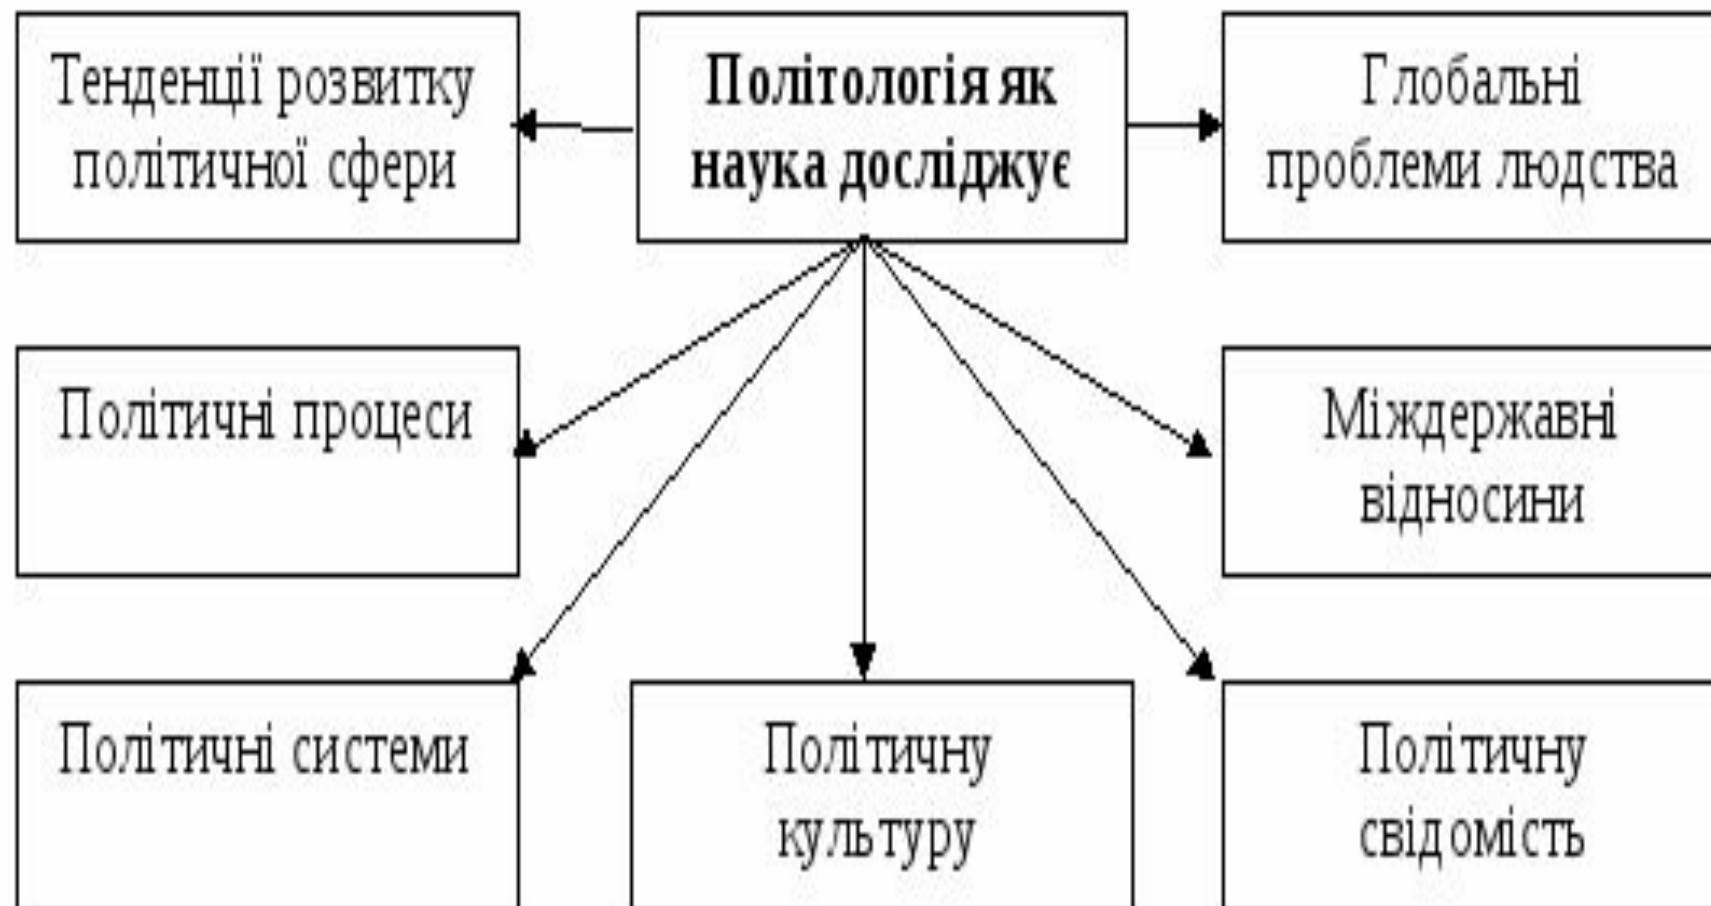 Тенденції розвитку
політичної сфери
Політологія як
наука досліджує
Глобальні
проблеми людства
Політичні процеси
Міждержавні
відносини
Політичні системи
Політичну
культуру
Політичну
свідомість